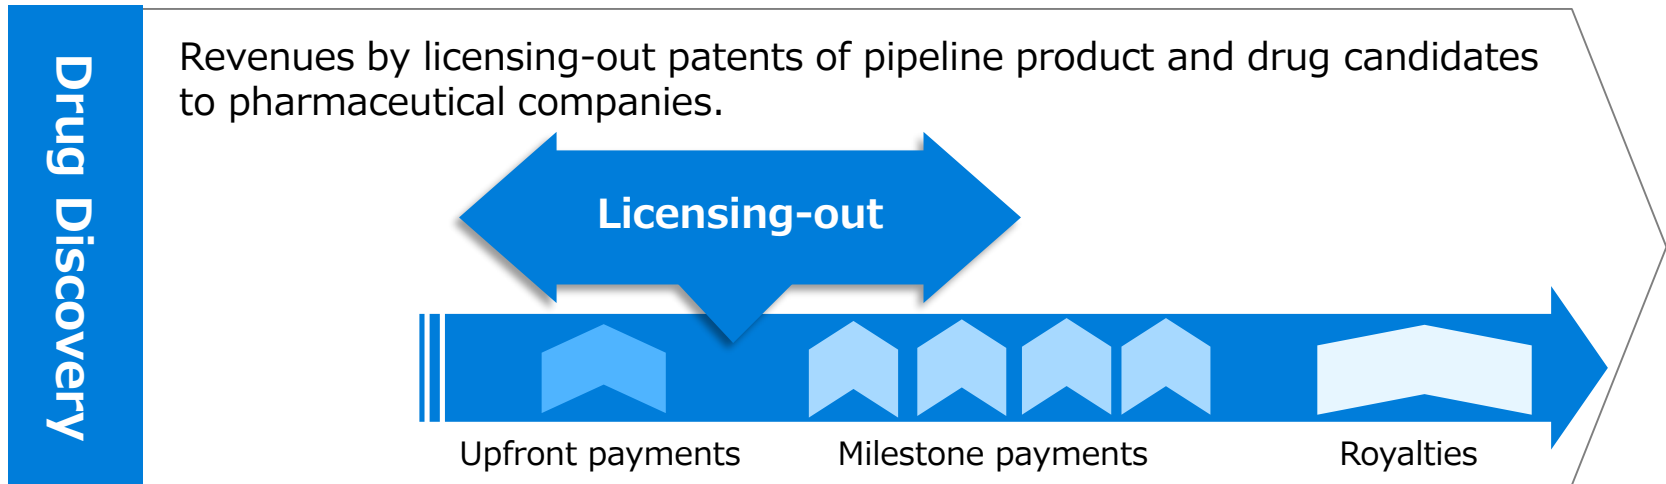 Drug Discovery
Revenues by licensing-out patents of pipeline product and drug candidates
to pharmaceutical companies.
Licensing-out
Upfront payments
Milestone payments
Royalties